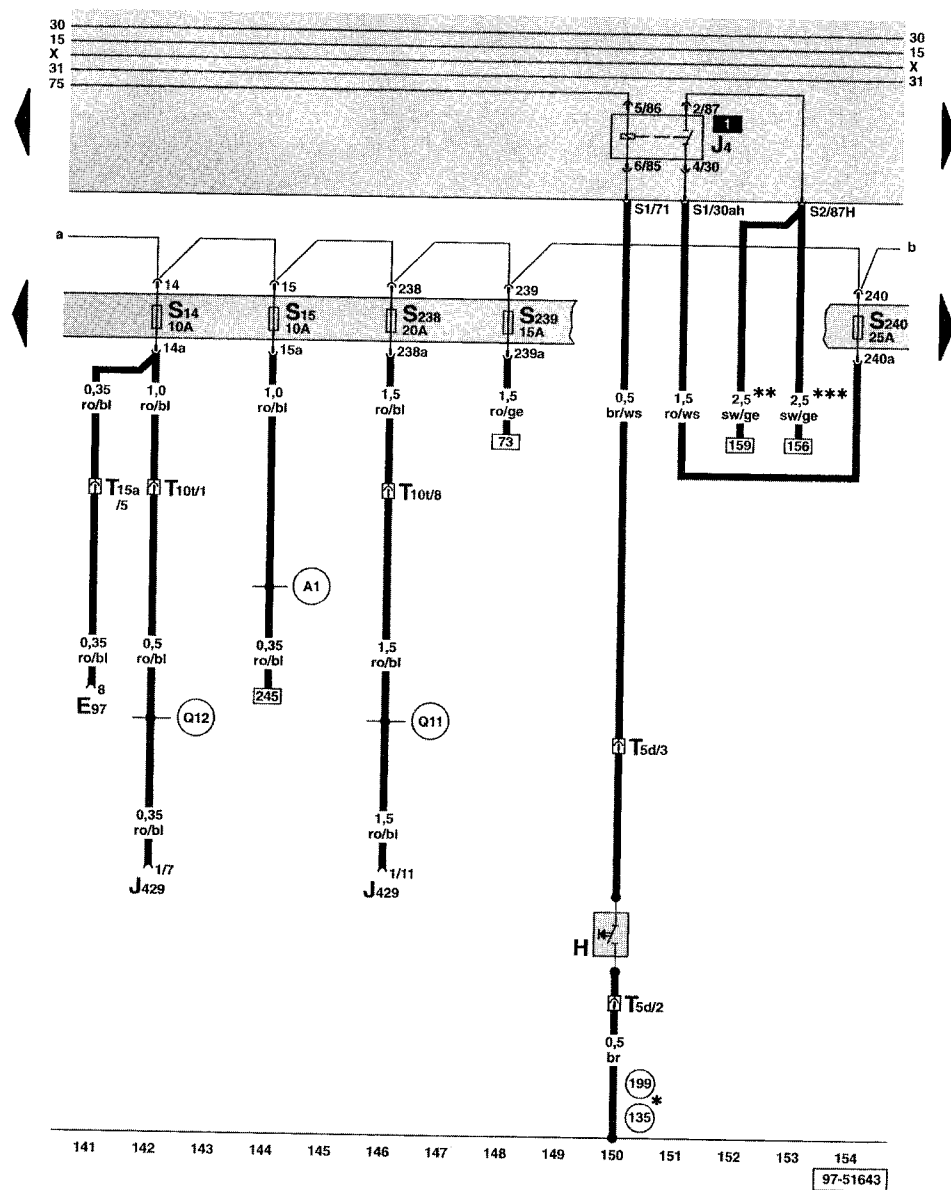 30 30
15 15
X X
31 31
75
5/86 2/87
1
J4
6/85 4/30
S1/71 S1/30ah S2/87H
a b
14 15 238 239 240
S14 S15 S238 S239 S240
10A 10A 20A 15A 25A
14a 15a 238a 239a 240a
0,35 1,0 1,0 1,5 1,5 0,5 1,5 2,5 ** 2,5 ***
ro/bl ro/bl ro/bl ro/bl ro/ge br/ws ro/ws sw/ge sw/ge
73 159 156
T15a T10t/1 T10t/8
/5
A1
0,35 0,5 0,35 1,5
ro/bl ro/bl ro/bl ro/bl
8 245
E97 Q12 Q11
T5d/3
0,35 1,5
ro/bl ro/bl
1/7 1/11
J429 J429
H
T5d/2
0,5
br
199
135 *
141 142 143 144 145 146 147 148 149 150 151 152 153 154
97-51643